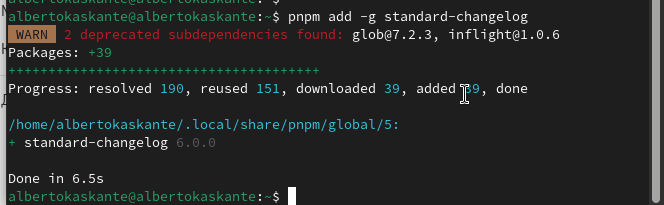 albertokaskante@albertokaskante:~$ pnpm add -g standard-changelog
WARN 2 deprecated subdependencies found: glob@7.2.3, inflight@1.0.6
Packages: +39
+++++++++++++++++++++++++++++++++++++++
Progress: resolved 190, reused 151, downloaded 39, added 39, done
/home/albertokaskante/.local/share/pnpm/global/5:
+ standard-changelog 6.0.0
Done in 6.5s
albertokaskante@albertokaskante:~$